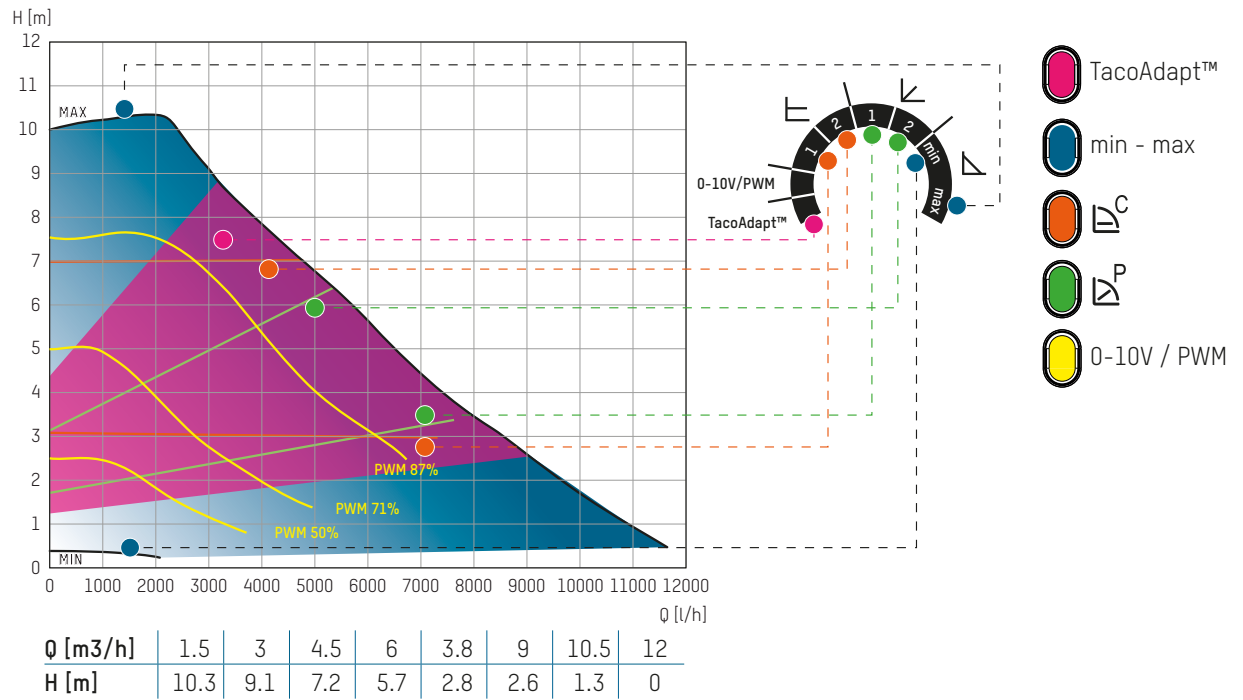 H [m]
12
11
10
9
8
7
6
5
4
3
2
1
0
MAX
MIN
PWM 87%
PWM 71%
PWM 50%
0 1000 2000 3000 4000 5000 6000 7000 8000 9000 10000 11000 12000
Q [l/h]
0-10V/PWM
TacoAdapt™
1
2
1
2
min
max
TacoAdapt™
min - max
C
P
0-10V / PWM
Q [m3/h] 1.5 3 4.5 6 3.8 9 10.5 12
H [m] 10.3 9.1 7.2 5.7 2.8 2.6 1.3 0